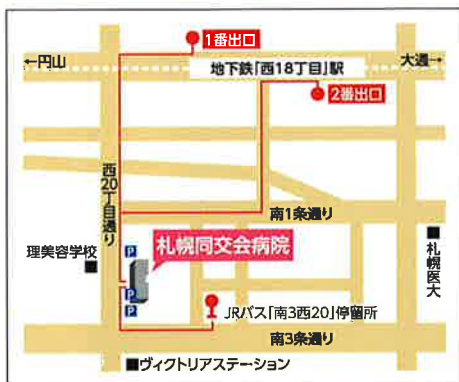 1番出口
←円山
地下鉄「西18丁目」駅
大通→
2番出口
西20丁目通り
南1条通り
理美容学校
P
札幌同交会病院
札幌医大
P
P
JRバス「南3西20」停留所
南3条通り
ヴィクトリアステーション